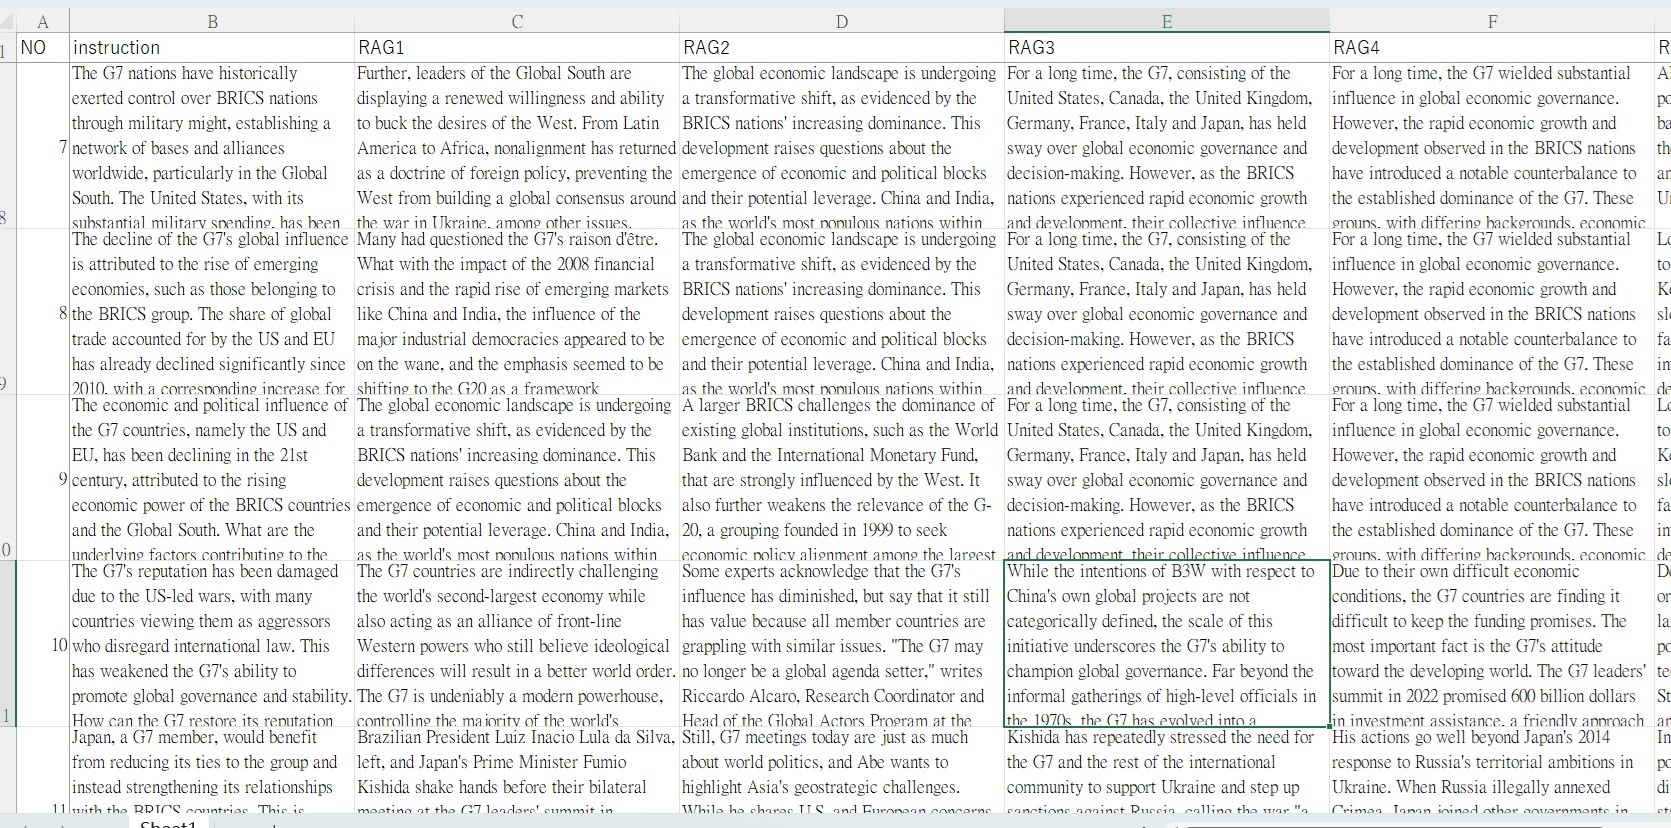 A B C D E F
1 NO instruction RAG1 RAG2 RAG3 RAG4 R
7
The G7 nations have historically
exerted control over BRICS nations
through military might, establishing a
network of bases and alliances
worldwide, particularly in the Global
South. The United States, with its
substantial military spending, has been
Further, leaders of the Global South are
displaying a renewed willingness and ability
to buck the desires of the West. From Latin
America to Africa, nonalignment has returned
as a doctrine of foreign policy, preventing the
West from building a global consensus around
the war in Ukraine, among other issues.
The global economic landscape is undergoing
a transformative shift, as evidenced by the
BRICS nations' increasing dominance. This
development raises questions about the
emergence of economic and political blocks
and their potential leverage. China and India,
as the world's most populous nations within
For a long time, the G7, consisting of the
United States, Canada, the United Kingdom,
Germany, France, Italy and Japan, has held
sway over global economic governance and
decision-making. However, as the BRICS
nations experienced rapid economic growth
and development, their collective influence
For a long time, the G7 wielded substantial
influence in global economic governance.
However, the rapid economic growth and
development observed in the BRICS nations
have introduced a notable counterbalance to
the established dominance of the G7. These
groups, with differing backgrounds, economic
8
The decline of the G7's global influence
is attributed to the rise of emerging
economies, such as those belonging to
the BRICS group. The share of global
trade accounted for by the US and EU
has already declined significantly since
2010, with a corresponding increase for
Many had questioned the G7's raison d'être.
What with the impact of the 2008 financial
crisis and the rapid rise of emerging markets
like China and India, the influence of the
major industrial democracies appeared to be
on the wane, and the emphasis seemed to be
shifting to the G20 as a framework
The global economic landscape is undergoing
a transformative shift, as evidenced by the
BRICS nations' increasing dominance. This
development raises questions about the
emergence of economic and political blocks
and their potential leverage. China and India,
as the world's most populous nations within
For a long time, the G7, consisting of the
United States, Canada, the United Kingdom,
Germany, France, Italy and Japan, has held
sway over global economic governance and
decision-making. However, as the BRICS
nations experienced rapid economic growth
and development, their collective influence
For a long time, the G7 wielded substantial
influence in global economic governance.
However, the rapid economic growth and
development observed in the BRICS nations
have introduced a notable counterbalance to
the established dominance of the G7. These
groups, with differing backgrounds, economic
9
The economic and political influence of
the G7 countries, namely the US and
EU, has been declining in the 21st
century, attributed to the rising
economic power of the BRICS countries
and the Global South. What are the
underlying factors contributing to the
The global economic landscape is undergoing
a transformative shift, as evidenced by the
BRICS nations' increasing dominance. This
development raises questions about the
emergence of economic and political blocks
and their potential leverage. China and India,
as the world's most populous nations within
A larger BRICS challenges the dominance of
existing global institutions, such as the World
Bank and the International Monetary Fund,
that are strongly influenced by the West. It
also further weakens the relevance of the G-
20, a grouping founded in 1999 to seek
economic policy alignment among the largest
For a long time, the G7, consisting of the
United States, Canada, the United Kingdom,
Germany, France, Italy and Japan, has held
sway over global economic governance and
decision-making. However, as the BRICS
nations experienced rapid economic growth
and development, their collective influence
For a long time, the G7 wielded substantial
influence in global economic governance.
However, the rapid economic growth and
development observed in the BRICS nations
have introduced a notable counterbalance to
the established dominance of the G7. These
groups, with differing backgrounds, economic
10
The G7's reputation has been damaged
due to the US-led wars, with many
countries viewing them as aggressors
who disregard international law. This
has weakened the G7's ability to
promote global governance and stability.
How can the G7 restore its reputation
The G7 countries are indirectly challenging
the world's second-largest economy while
also acting as an alliance of front-line
Western powers who still believe ideological
differences will result in a better world order.
The G7 is undeniably a modern powerhouse,
controlling the majority of the world's
Some experts acknowledge that the G7's
influence has diminished, but say that it still
has value because all member countries are
grappling with similar issues. "The G7 may
no longer be a global agenda setter," writes
Riccardo Alcaro, Research Coordinator and
Head of the Global Actors Program at the
While the intentions of B3W with respect to
China's own global projects are not
categorically defined, the scale of this
initiative underscores the G7's ability to
champion global governance. Far beyond the
informal gatherings of high-level officials in
the 1970s, the G7 has evolved into a
Due to their own difficult economic
conditions, the G7 countries are finding it
difficult to keep the funding promises. The
most important fact is the G7's attitude
toward the developing world. The G7 leaders'
summit in 2022 promised 600 billion dollars
in investment assistance, a friendly approach
11
Japan, a G7 member, would benefit
from reducing its ties to the group and
instead strengthening its relationships
with the BRICS countries. This is
Brazilian President Luiz Inacio Lula da Silva,
left, and Japan's Prime Minister Fumio
Kishida shake hands before their bilateral
meeting at the G7 leaders' summit in
Still, G7 meetings today are just as much
about world politics, and Abe wants to
highlight Asia's geostrategic challenges.
While he shares U.S. and European concerns
Kishida has repeatedly stressed the need for
the G7 and the rest of the international
community to support Ukraine and step up
sanctions against Russia, calling the war "a
His actions go well beyond Japan's 2014
response to Russia's territorial ambitions in
Ukraine. When Russia illegally annexed
Crimea, Japan joined other governments in
Sheet1